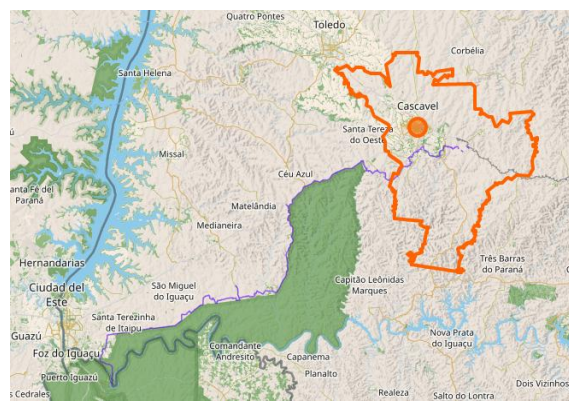 Quatro Pontes
Toledo
Corbélia
Santa Helena
Cascavel
Santa Tereza
do Oeste
Missal
Céu Azul
Santa Fé del
Paraná
Matelândia
Medianeira
Hernandarias
Três Barras
do Paraná
Ciudad del
Este
São Miguel
do Iguaçu
Capitão Leônidas
Marques
Santa Terezinha
de Itaipu
Guazú
Nova Prata
do Iguaçu
Foz do Iguaçu
Comandante
Andresito
Capanema
Puerto Iguazú
Planalto
Dois Vizinhos
s Cedrales
Realeza
Salto do Lontra